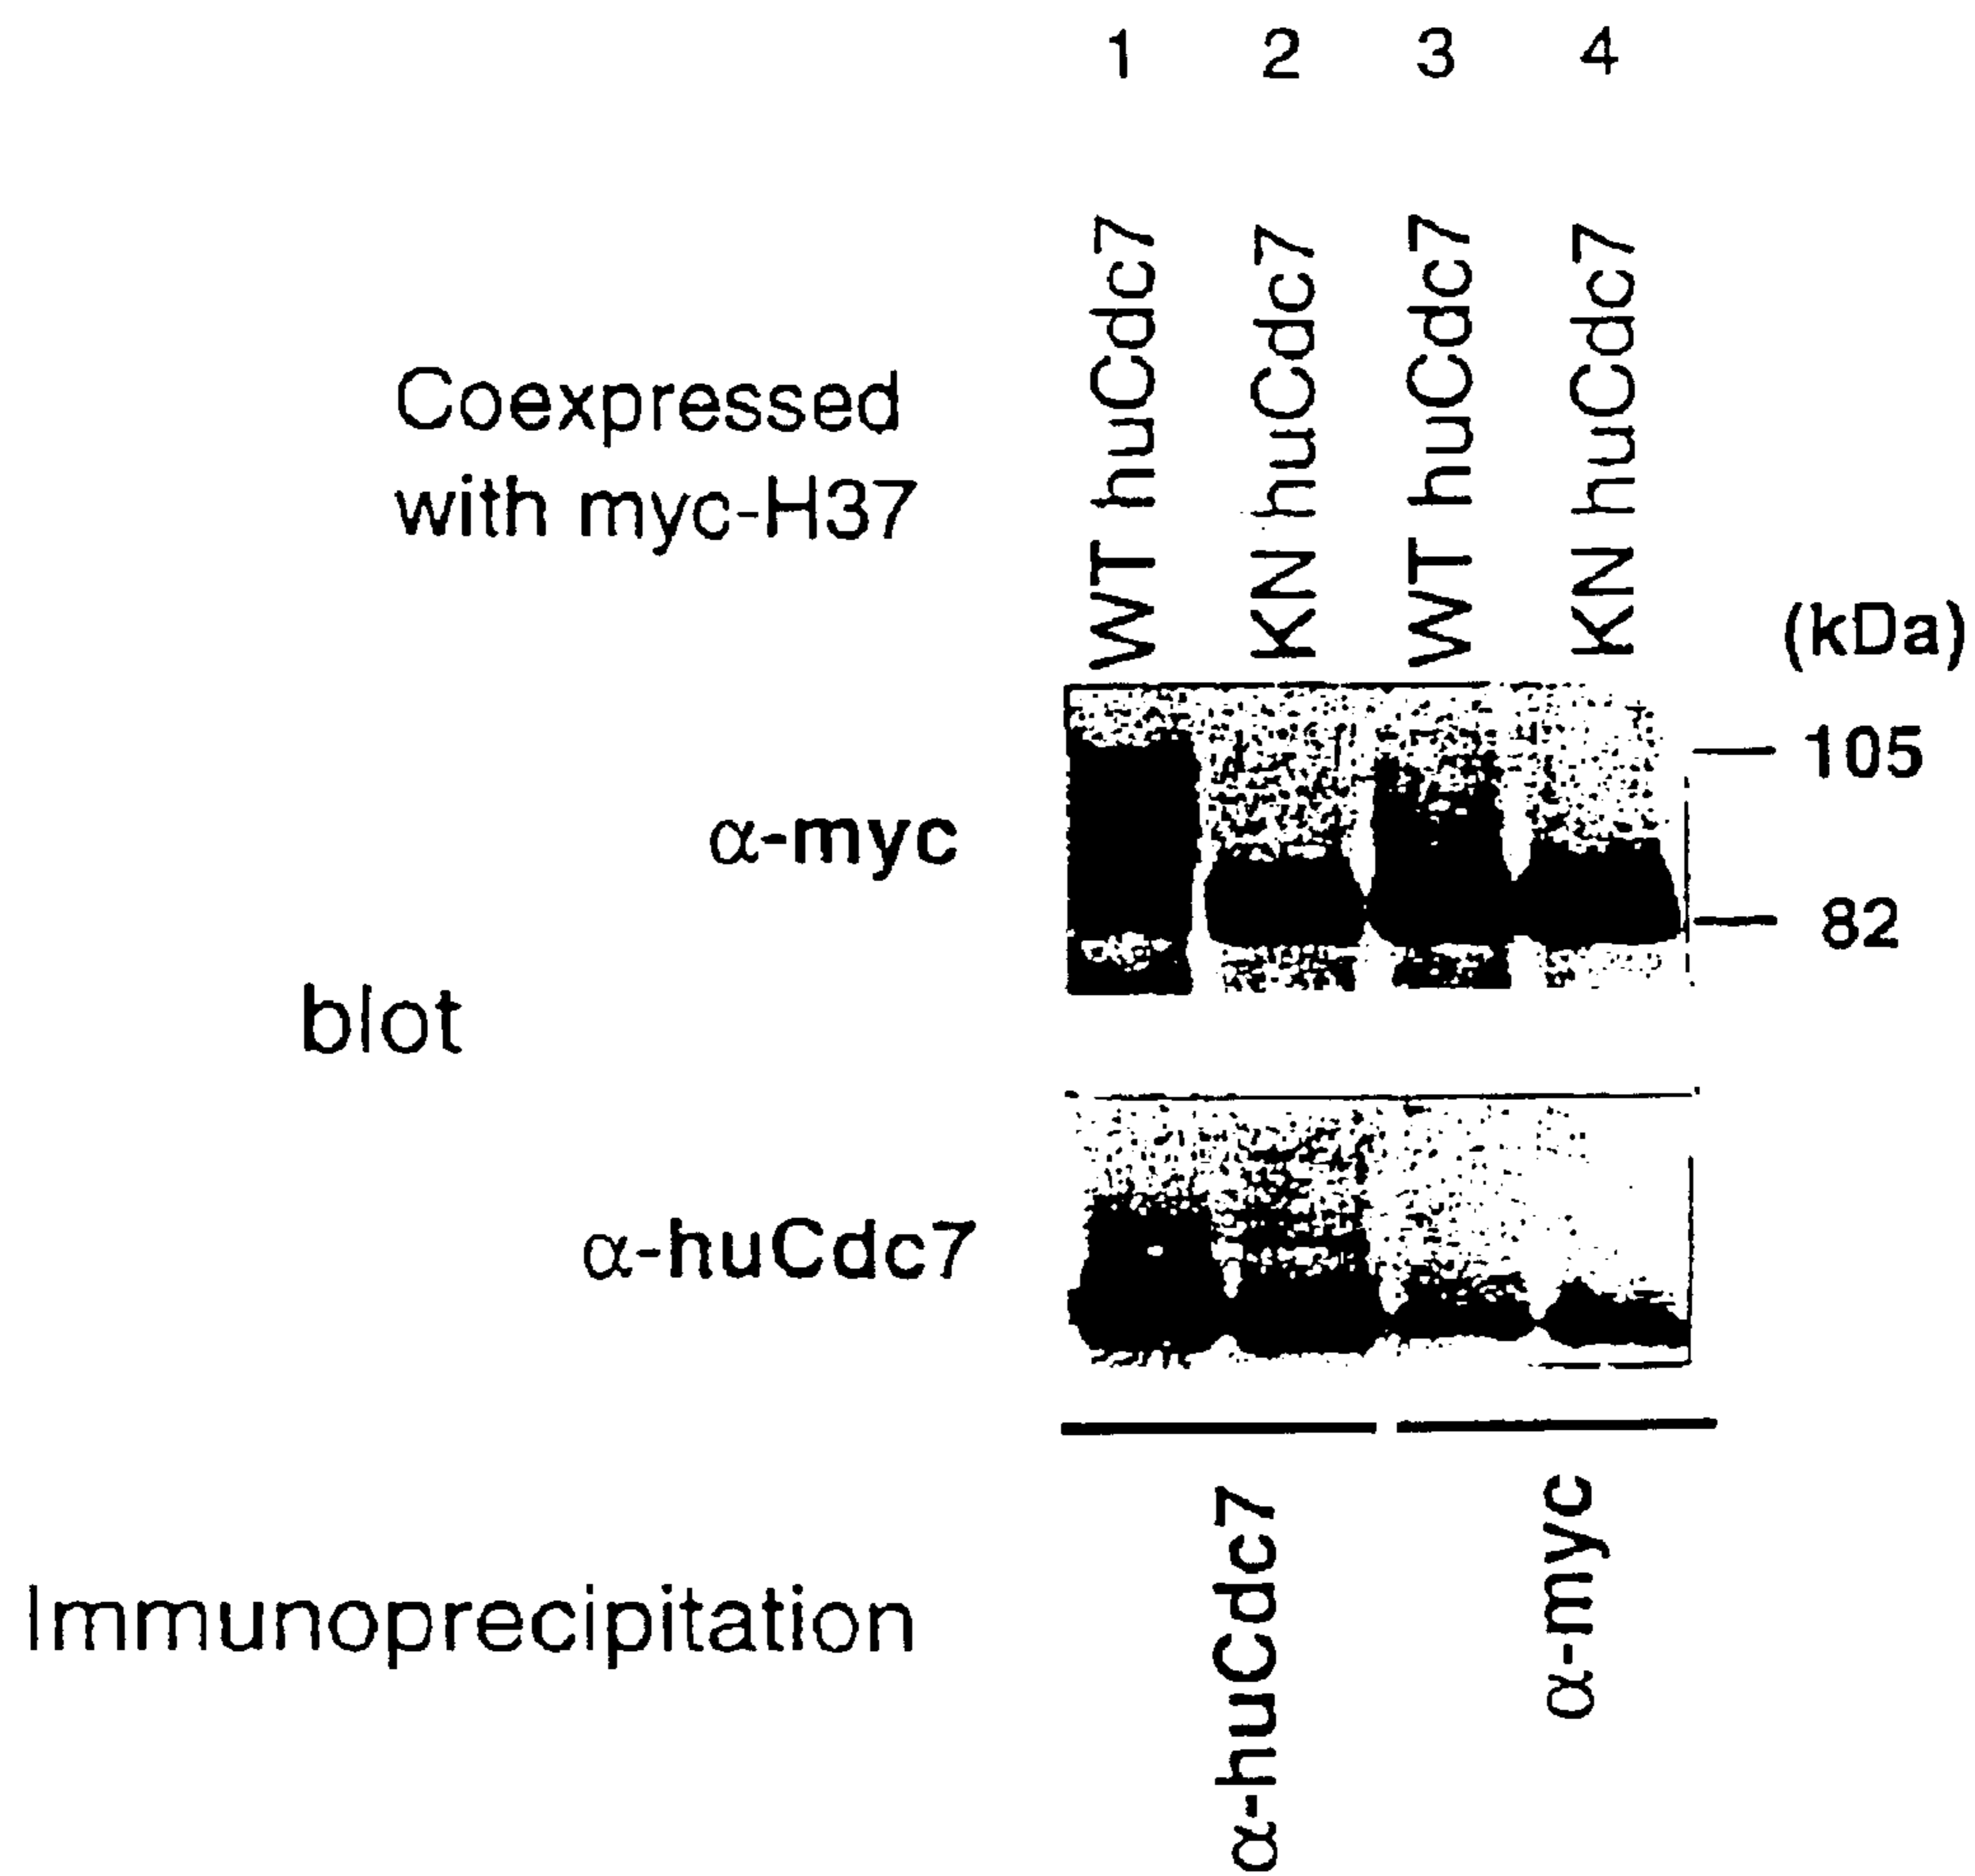 1 2 3 4
WT huCdc7
KN huCdc7
WT huCdc7
KN huCdc7
Coexpressed
with myc-H37
(kDa)
105
α-myc
82
blot
α-huCdc7
α-huCdc7
α-myc
Immunoprecipitation